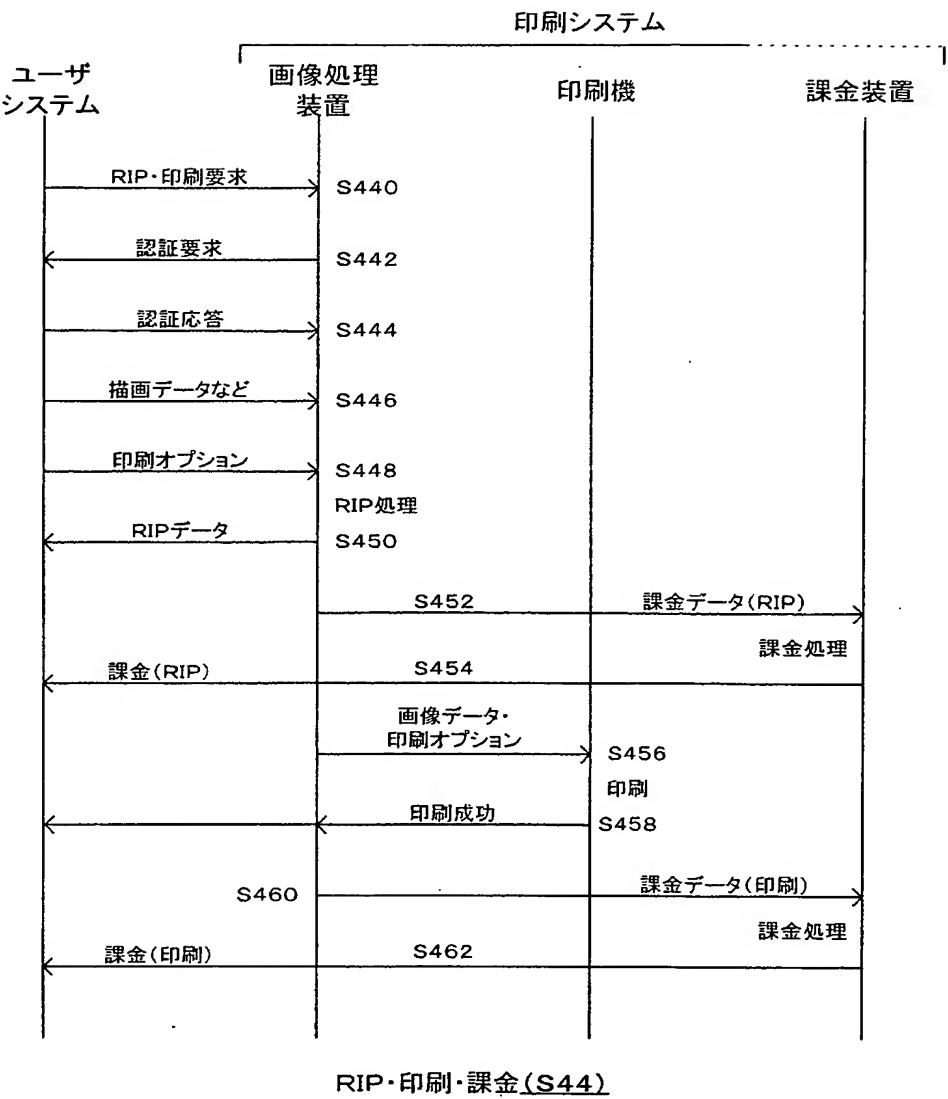 印刷システム
ユーザ
システム
画像処理
装置
印刷機
課金装置
RIP・印刷要求
S440
認証要求
S442
認証応答
S444
描画データなど
S446
印刷オプション
S448
RIP処理
RIPデータ
S450
S452
課金データ(RIP)
課金処理
課金(RIP)
S454
画像データ・
印刷オプション
S456
印刷
印刷成功
S458
S460
課金データ(印刷)
課金処理
課金(印刷)
S462
RIP・印刷・課金(S44)